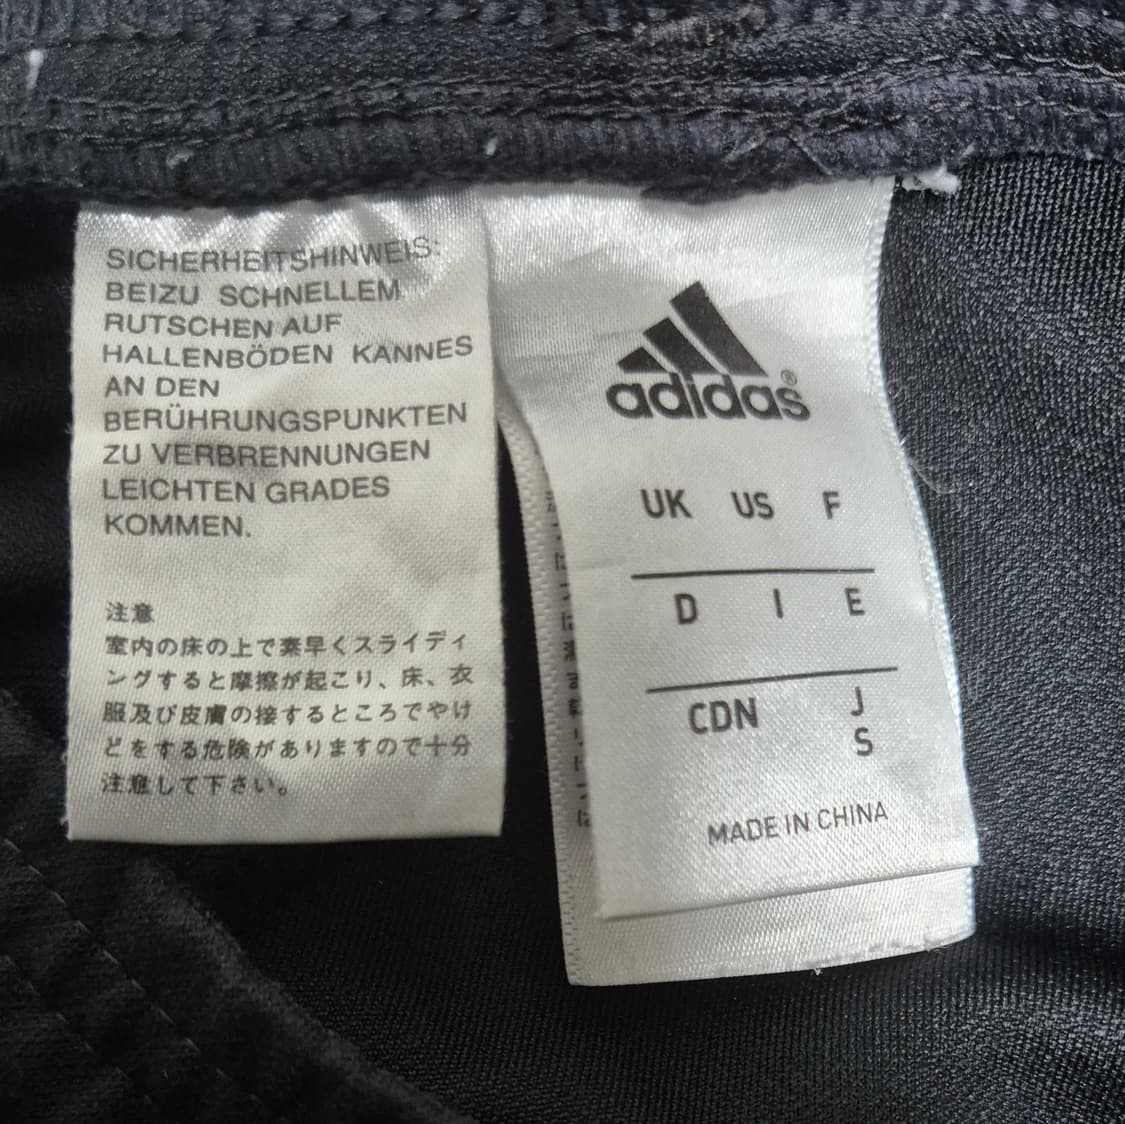 SICHERHEITSHINWEIS:
BEIZU SCHNELLEM
RUTSCHEN AUF
HALLENBÖDEN KANNES
AN DEN
BERÜHRUNGSPUNKTEN
ZU VERBRENNUNGEN
LEICHTEN GRADES
KOMMEN.
注意
室内の床の上で素早くスライディ
ングすると摩擦が起こり、床、衣
服及び皮膚の接するところでやけ
どをする危険がありますので十分
注意して下さい。
adidas®
UK US F
D I E
CDN J
S
MADE IN CHINA